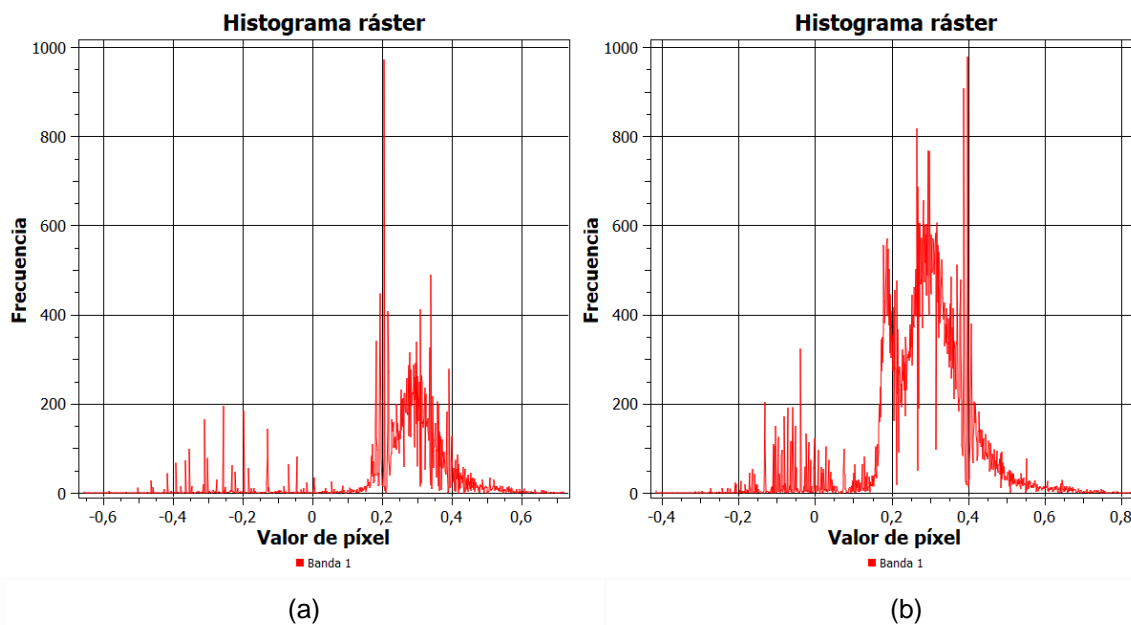 Histograma ráster
1000
800
600
400
200
0
-0,6
-0,4
-0,2
0
0,2
0,4
0,6
Frecuencia
Valor de píxel
Banda 1
(a)
Histograma ráster
1000
800
600
400
200
0
-0,4
-0,2
0
0,2
0,4
0,6
0,8
Frecuencia
Valor de píxel
Banda 1
(b)